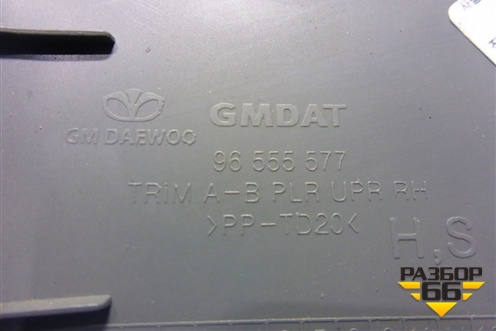 GMDAT
GM DAEWOO
96 555 577
TRIM A-B PLR UPR RH
>PP-TD20<
H,S
РАЗБОР
66